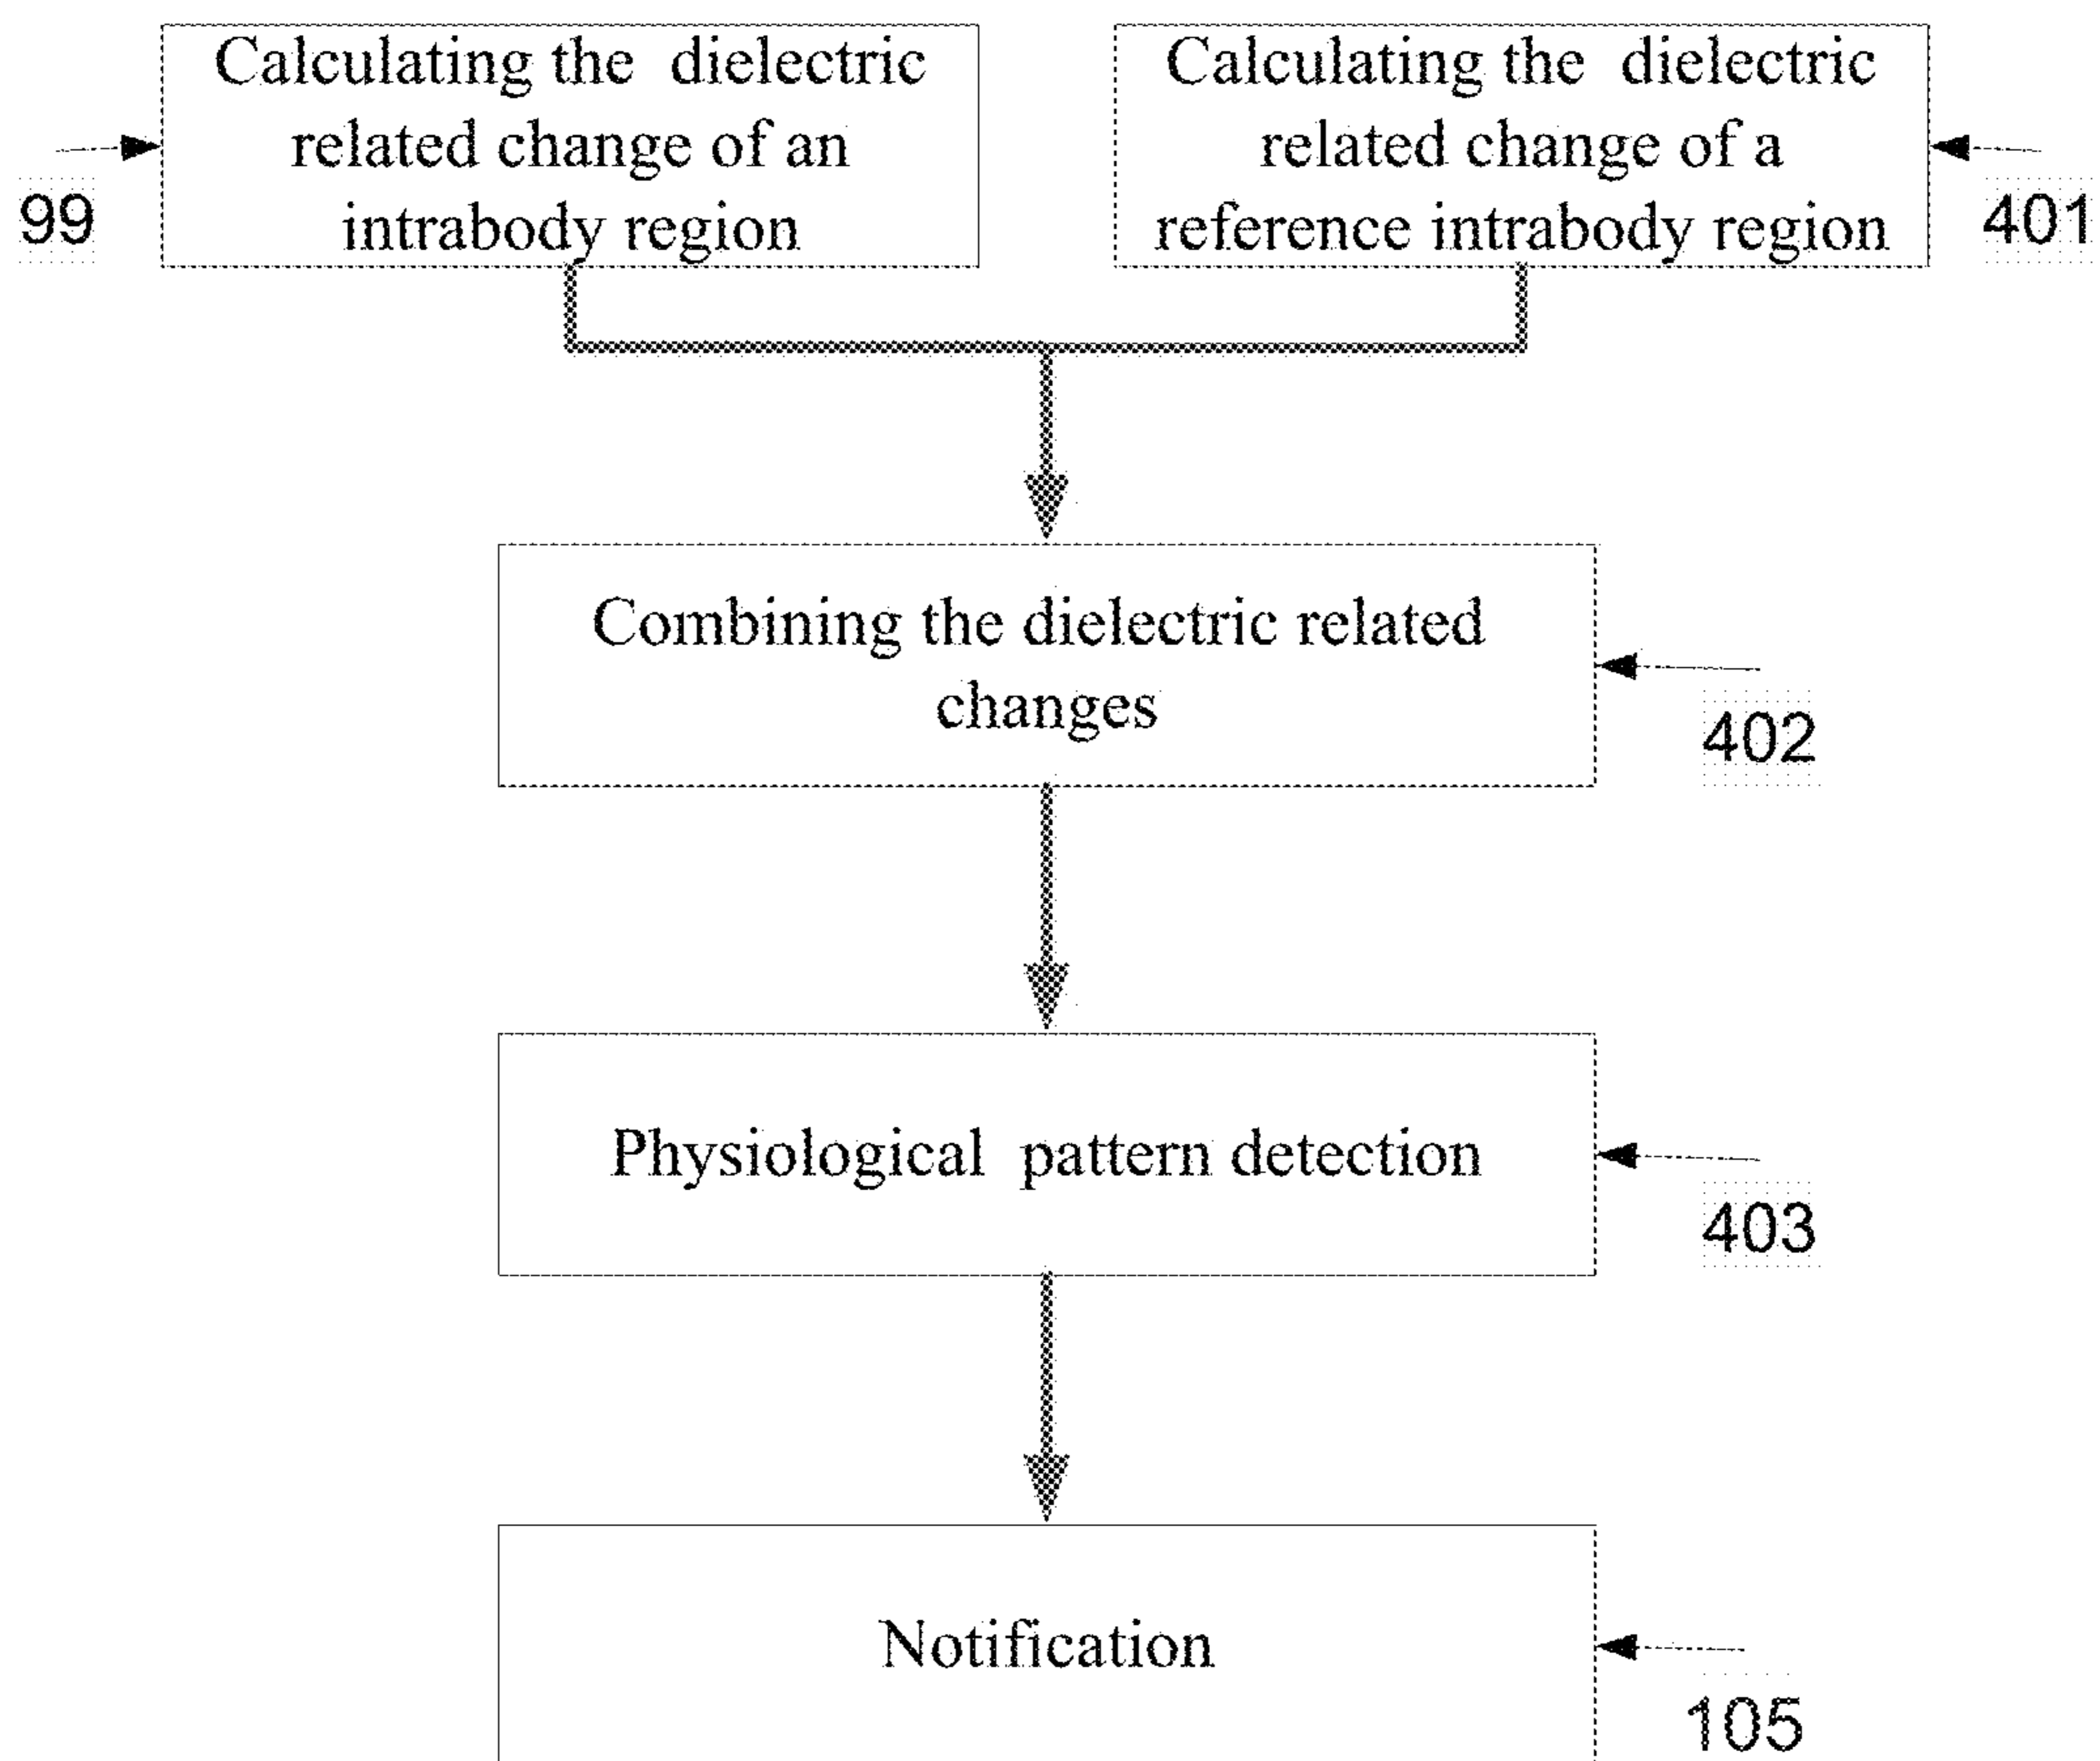 Calculating the dielectric
related change of an
intrabody region
99
Calculating the dielectric
related change of a
reference intrabody region
401
Combining the dielectric related
changes
402
Physiological pattern detection
403
Notification
105